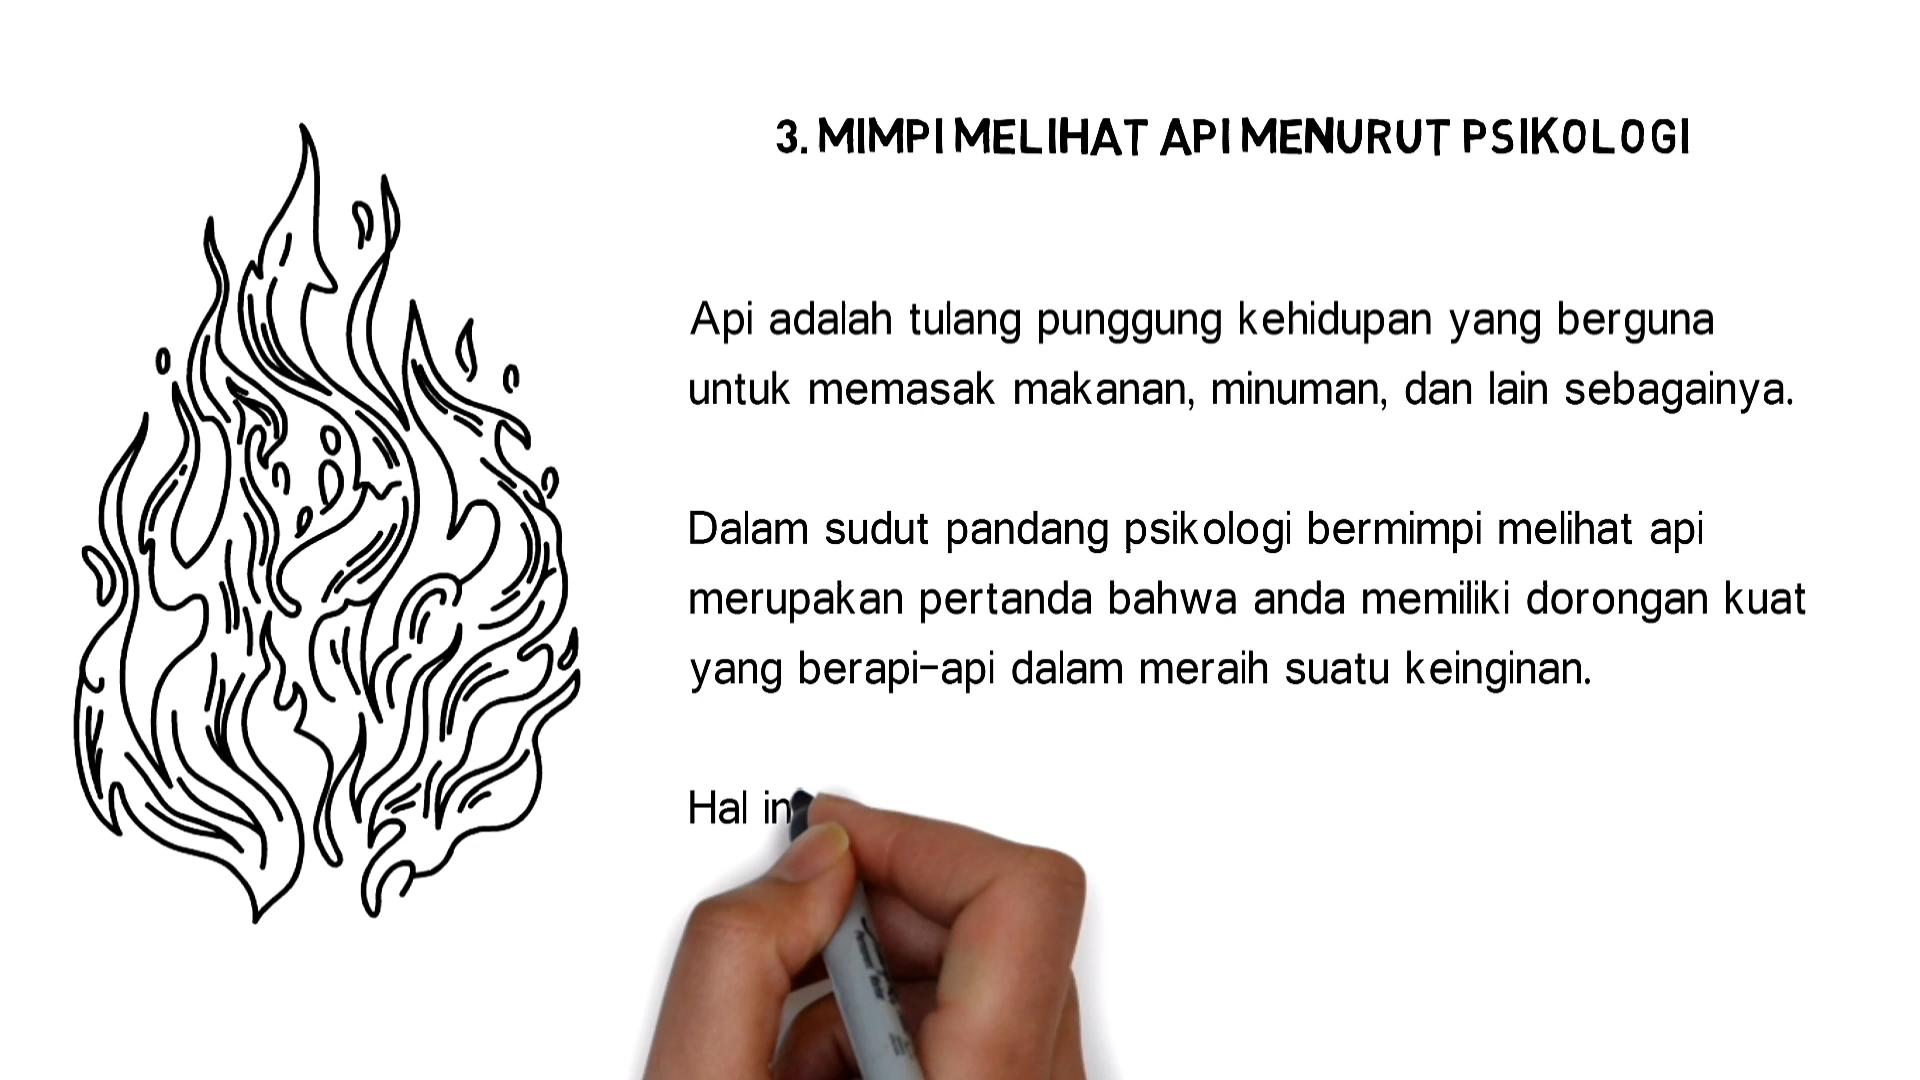 3. MIMPI MELIHAT API MENURUT PSIKOLOGI
Api adalah tulang punggung kehidupan yang berguna
untuk memasak makanan, minuman, dan lain sebagainya.
Dalam sudut pandang psikologi bermimpi melihat api
merupakan pertanda bahwa anda memiliki dorongan kuat
yang berapi-api dalam meraih suatu keinginan.
Hal in